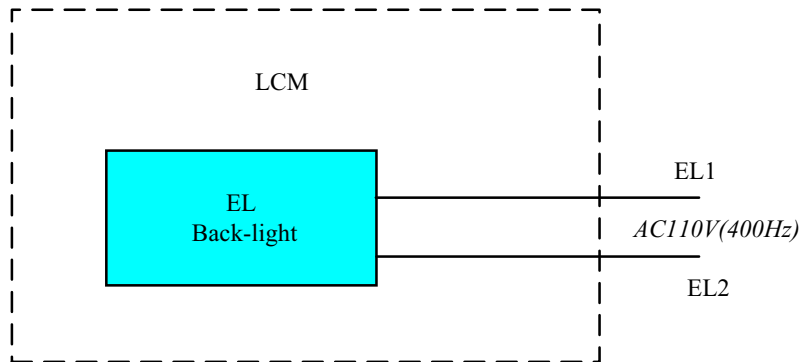 LCM
EL
Back-light
EL1
AC110V(400Hz)
EL2